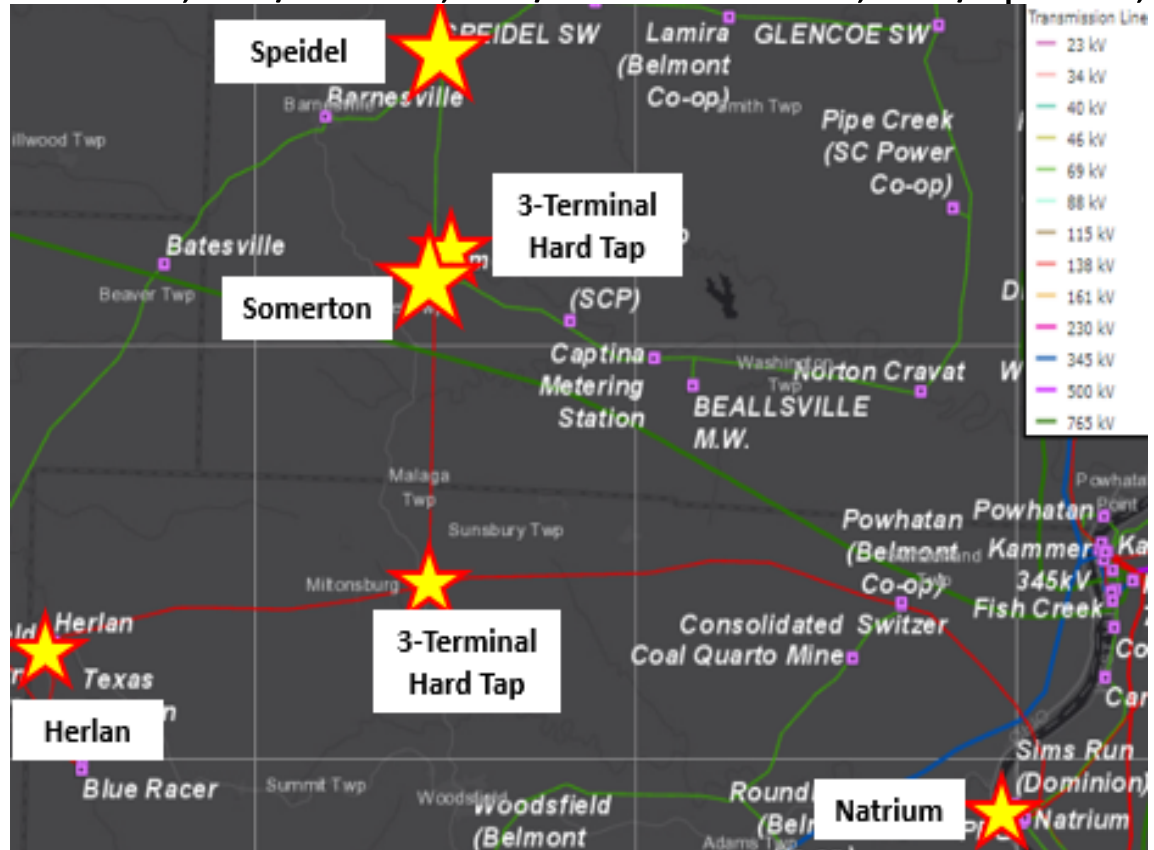 Speidel
SPEIDEL SW
Lamira
(Belmont
Co-op)
GLENCOE SW
Barnesville
Smith Twp
Pipe Creek
(SC Power
Co-op)
illwood Twp
3-Terminal
Hard Tap
Batesville
Beaver Twp
Somerton
(SCP)
Captina
Metering
Station
Washington
Twp
Norton Cravat
BEALLSVILLE
M.W.
Malaga
Twp
Sunsbury Twp
Powhatan
(Belmont
Co-op)
Powhatan
Point
Powhatan
Kammer
345kV
Ka
Fish Creek
Miltonsburg
Switzer
Consolidated
Coal Quarto Mine
Co
Car
3-Terminal
Hard Tap
Herlan
Texas
Herlan
Blue Racer
Summit Twp
Woodsfield
Woodsfield
(Belmont
Adams Twp
Sims Run
(Dominion)
Natrium
Natrium
Transmission Line
23 kV
34 kV
40 kV
46 kV
69 kV
88 kV
115 kV
138 kV
161 kV
230 kV
345 kV
500 kV
765 kV